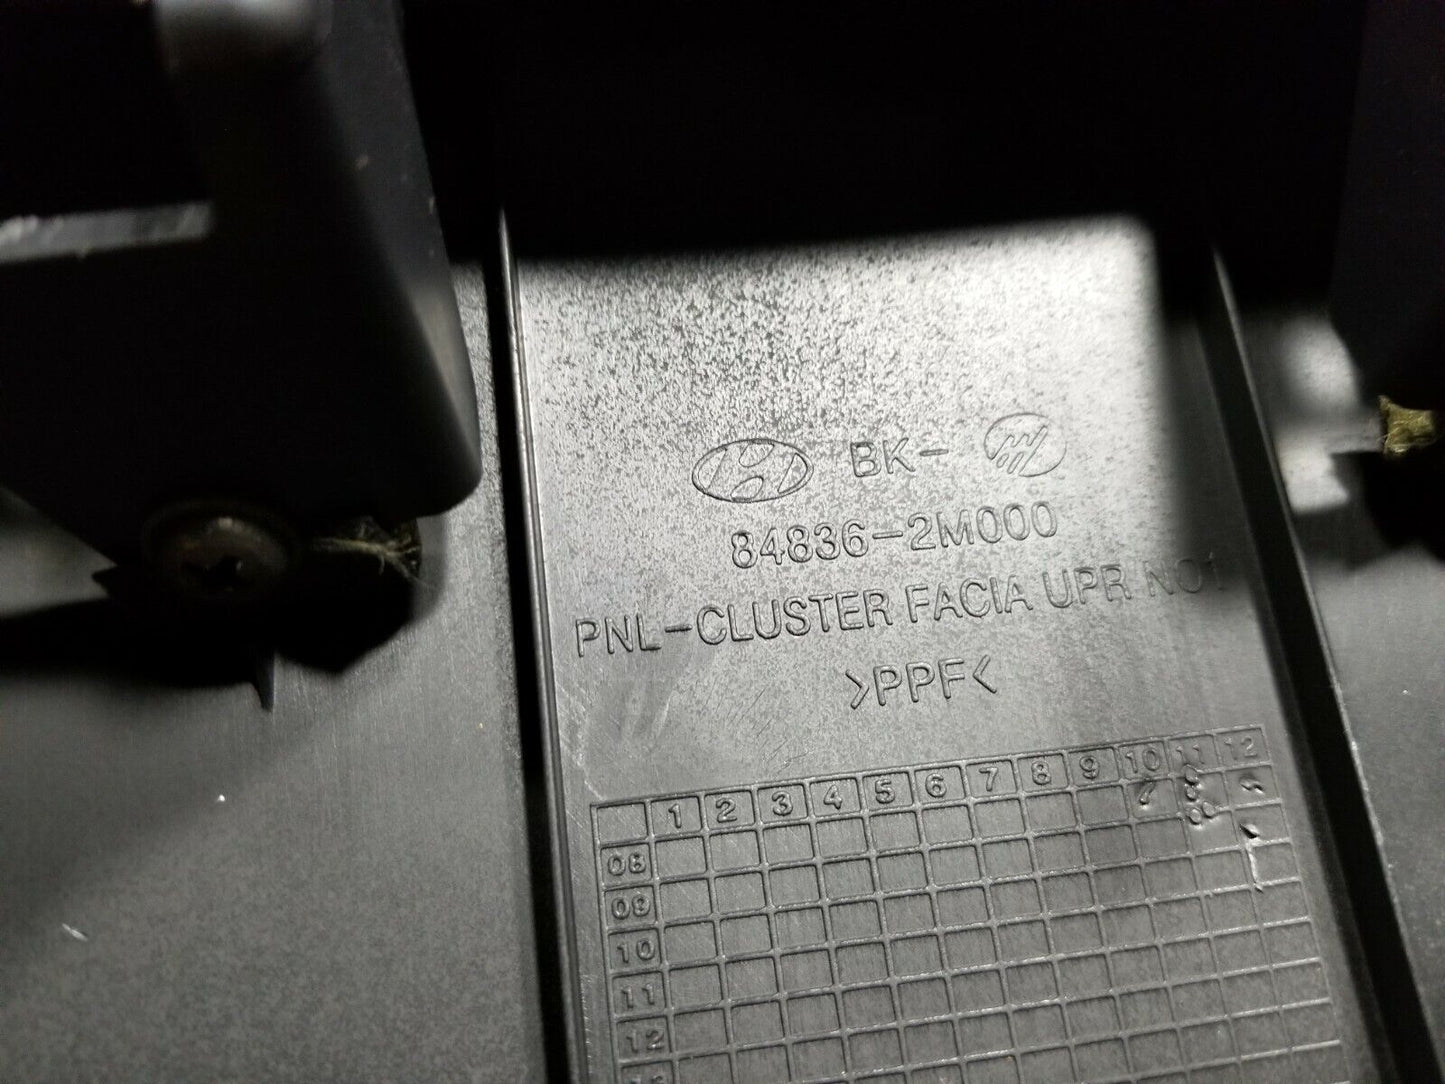 BK-
84836-2M000
PNL-CLUSTER FACIA UPR NO1
>PPF<
1 2 3 4 5 6 7 8 9 10 11 12
08
09
10
11
12